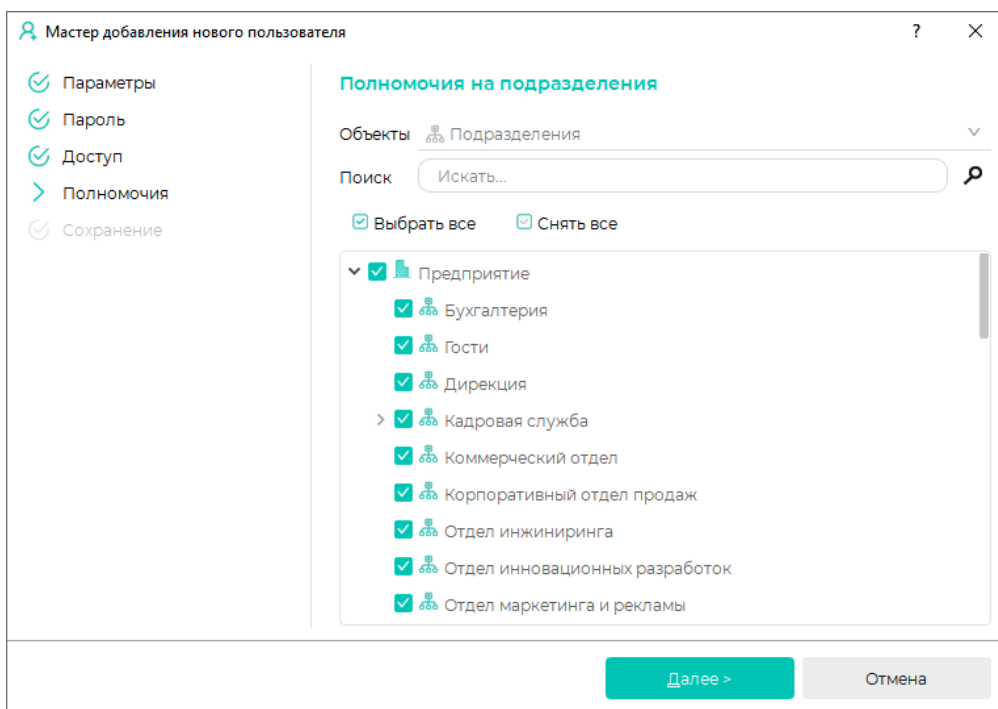 Мастер добавления нового пользователя ?
Параметры
Пароль
Доступ
Полномочия
Сохранение
Полномочия на подразделения
Объекты Подразделения
Поиск Искать...
Выбрать все Снять все
Предприятие
Бухгалтерия
Гости
Дирекция
Кадровая служба
Коммерческий отдел
Корпоративный отдел продаж
Отдел инжиниринга
Отдел инновационных разработок
Отдел маркетинга и рекламы
Далее > Отмена